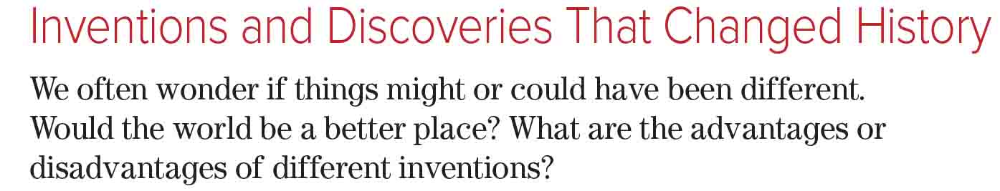 Inventions and Discoveries That Changed History
We often wonder if things might or could have been different.
Would the world be a better place? What are the advantages or
disadvantages of different inventions?